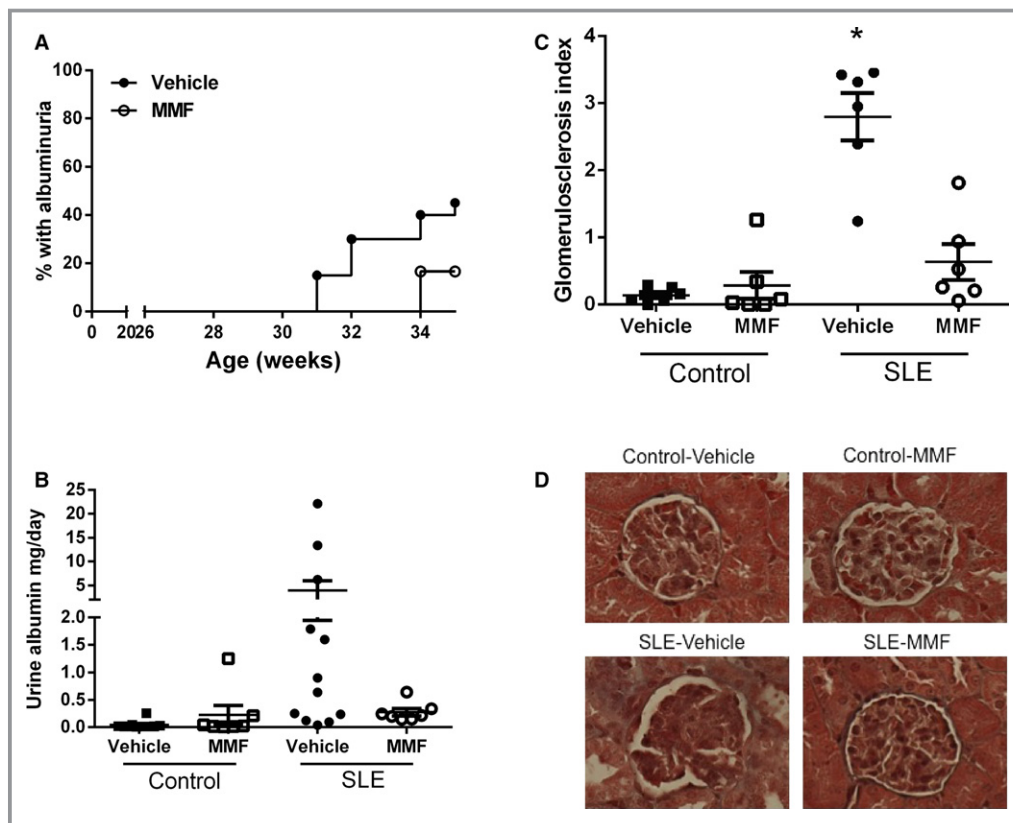 A
100
80
60
40
20
0
% with albuminuria
Vehicle
MMF
0 2026 28 30 32 34
Age (weeks)
B
25
20
15
10
5
2.0
1.5
1.0
0.5
0.0
Urine albumin mg/day
Vehicle MMF Vehicle MMF
Control SLE
C
4
3
2
1
0
Glomerulosclerosis index
*
Vehicle MMF Vehicle MMF
Control SLE
D
Control-Vehicle Control-MMF
SLE-Vehicle SLE-MMF